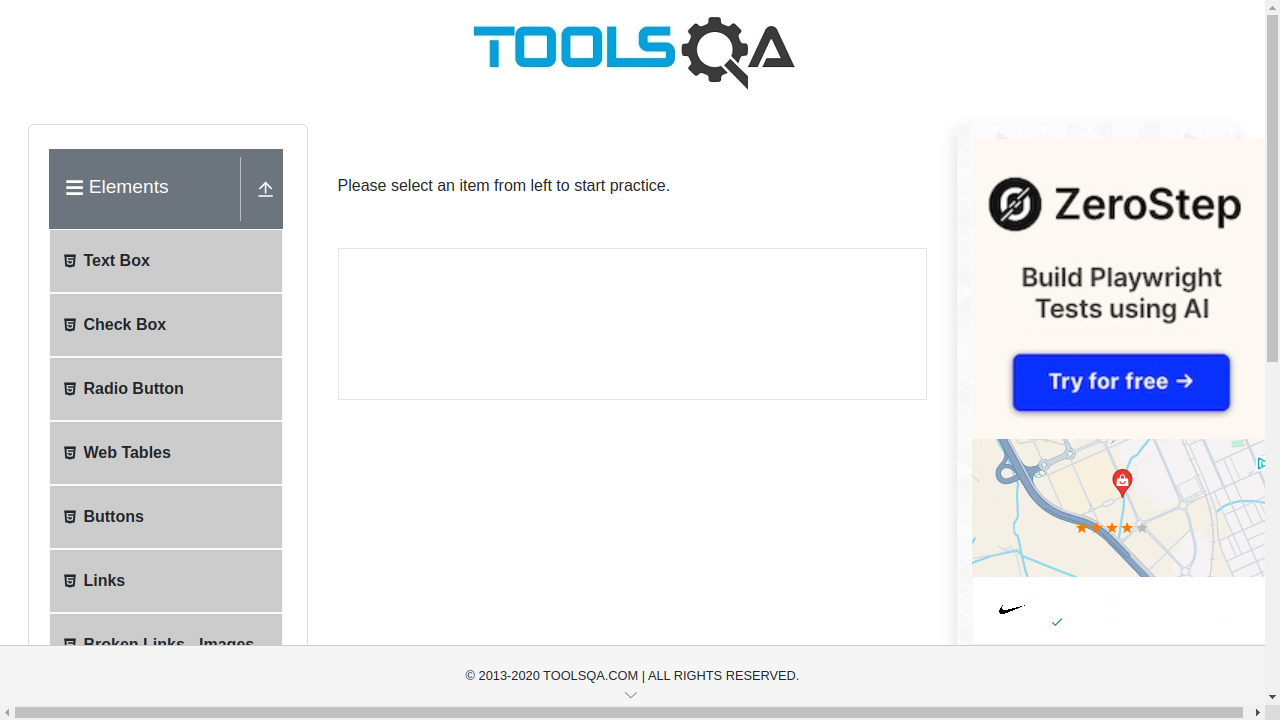 TOOLSQA
Elements
Text Box
Check Box
Radio Button
Web Tables
Buttons
Links
Broken Links - Images
Please select an item from left to start practice.
ZeroStep
Build Playwright
Tests using AI
Try for free →
© 2013-2020 TOOLSQA.COM | ALL RIGHTS RESERVED.